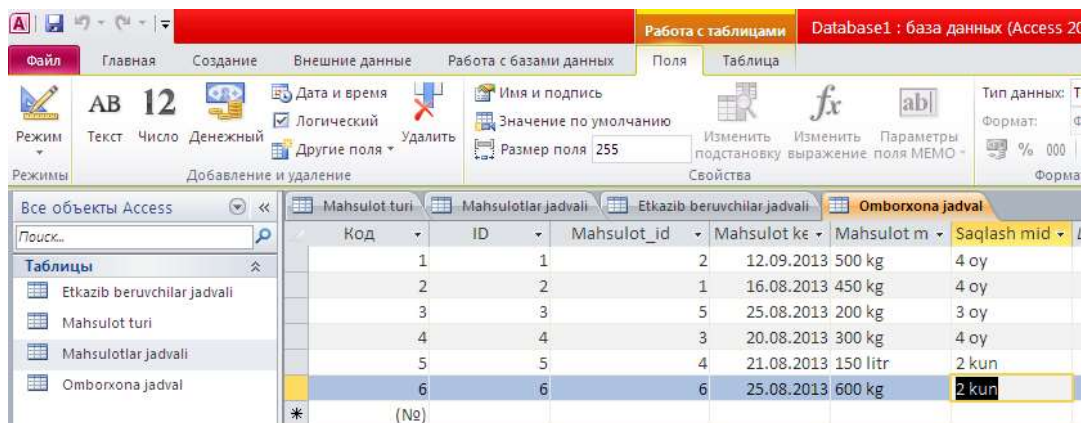 Работа с таблицами Database1 : база данных (Access 20
Файл Главная Создание Внешние данные Работа с базами данных Поля Таблица
Режим
AB Текст
12 Число
Денежный
Дата и время
Логический
Другие поля
Удалить
Имя и подпись
Значение по умолчанию
Размер поля 255
Изменить подстановку
fx Изменить выражение
ab Параметры поля МЕМО
Тип данных: Т
Формат:
% 000
Режимы Добавление и удаление Свойства Форма
Все объекты Access «
Поиск...
Таблицы
Etkazib beruvchilar jadvali
Mahsulot turi
Mahsulotlar jadvali
Omborxona jadval
Mahsulot turi Mahsulotlar jadvali Etkazib beruvchilar jadvali Omborxona jadval
Код ID Mahsulot_id Mahsulot ke Mahsulot m Saqlash mid
1 1 2 12.09.2013 500 kg 4 oy
2 2 1 16.08.2013 450 kg 4 oy
3 3 5 25.08.2013 200 kg 3 oy
4 4 3 20.08.2013 300 kg 4 oy
5 5 4 21.08.2013 150 litr 2 kun
6 6 6 25.08.2013 600 kg 2 kun
* (№)